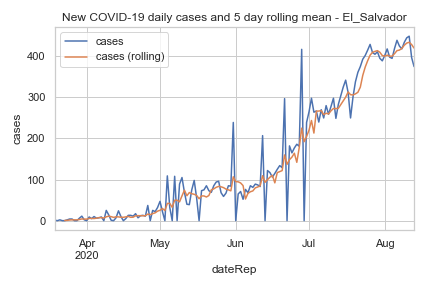 New COVID-19 daily cases and 5 day rolling mean - El_Salvador
cases
cases (rolling)
400
300
200
100
0
cases
Apr
2020
May
Jun
Jul
Aug
dateRep